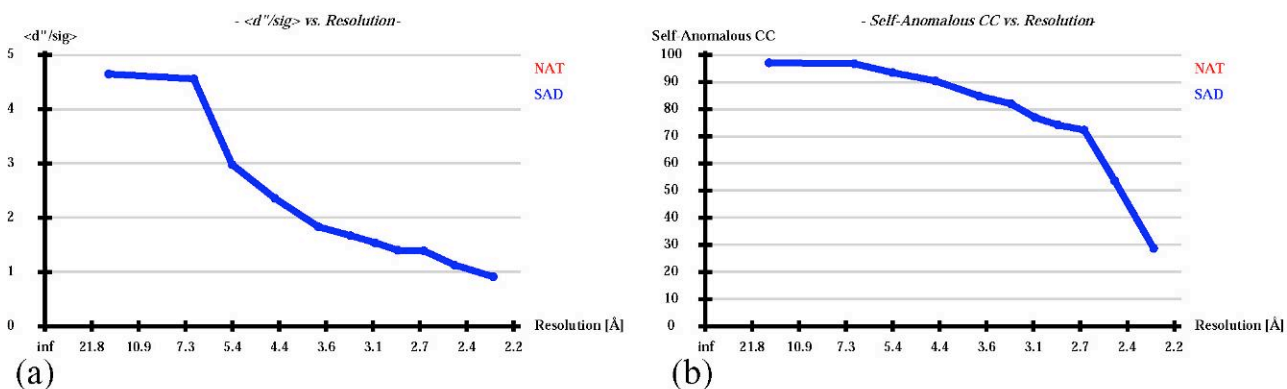 - <d"/sig> vs. Resolution-
<d"/sig>
5
4
3
2
1
0
NAT
SAD
inf 21.8 10.9 7.3 5.4 4.4 3.6 3.1 2.7 2.4 2.2
Resolution [Å]
(a)
- Self-Anomalous CC vs. Resolution-
Self-Anomalous CC
100
90
80
70
60
50
40
30
20
10
0
NAT
SAD
inf 21.8 10.9 7.3 5.4 4.4 3.6 3.1 2.7 2.4 2.2
Resolution [Å]
(b)